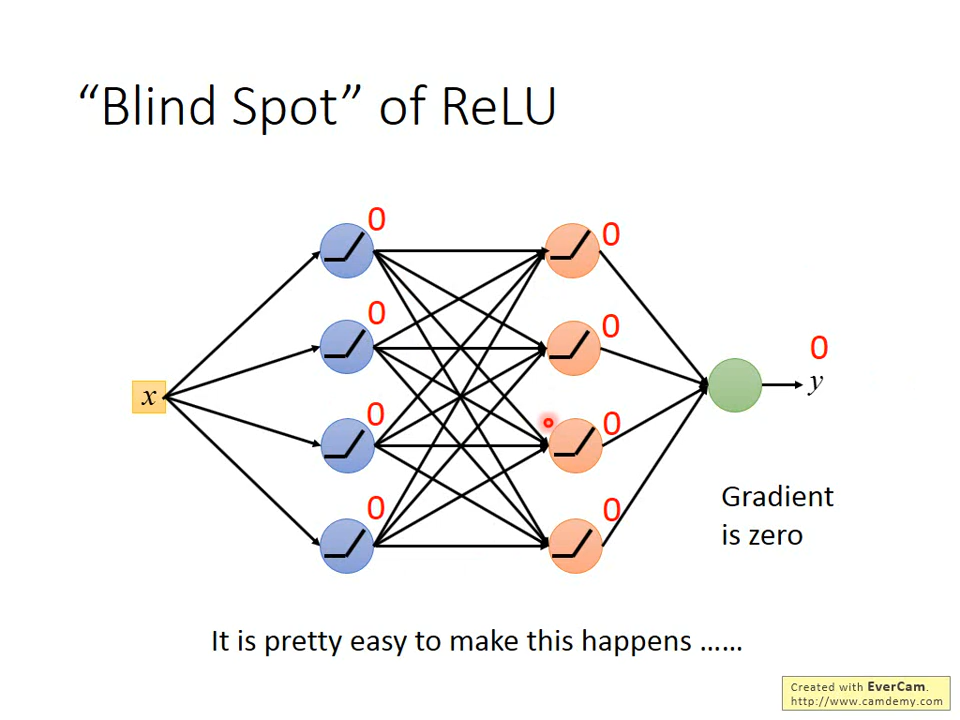 “Blind Spot” of ReLU
0
0
0
0
0
0
0
0
0
x
y
Gradient
is zero
It is pretty easy to make this happens ……
Created with EverCam.
http://www.camdemy.com